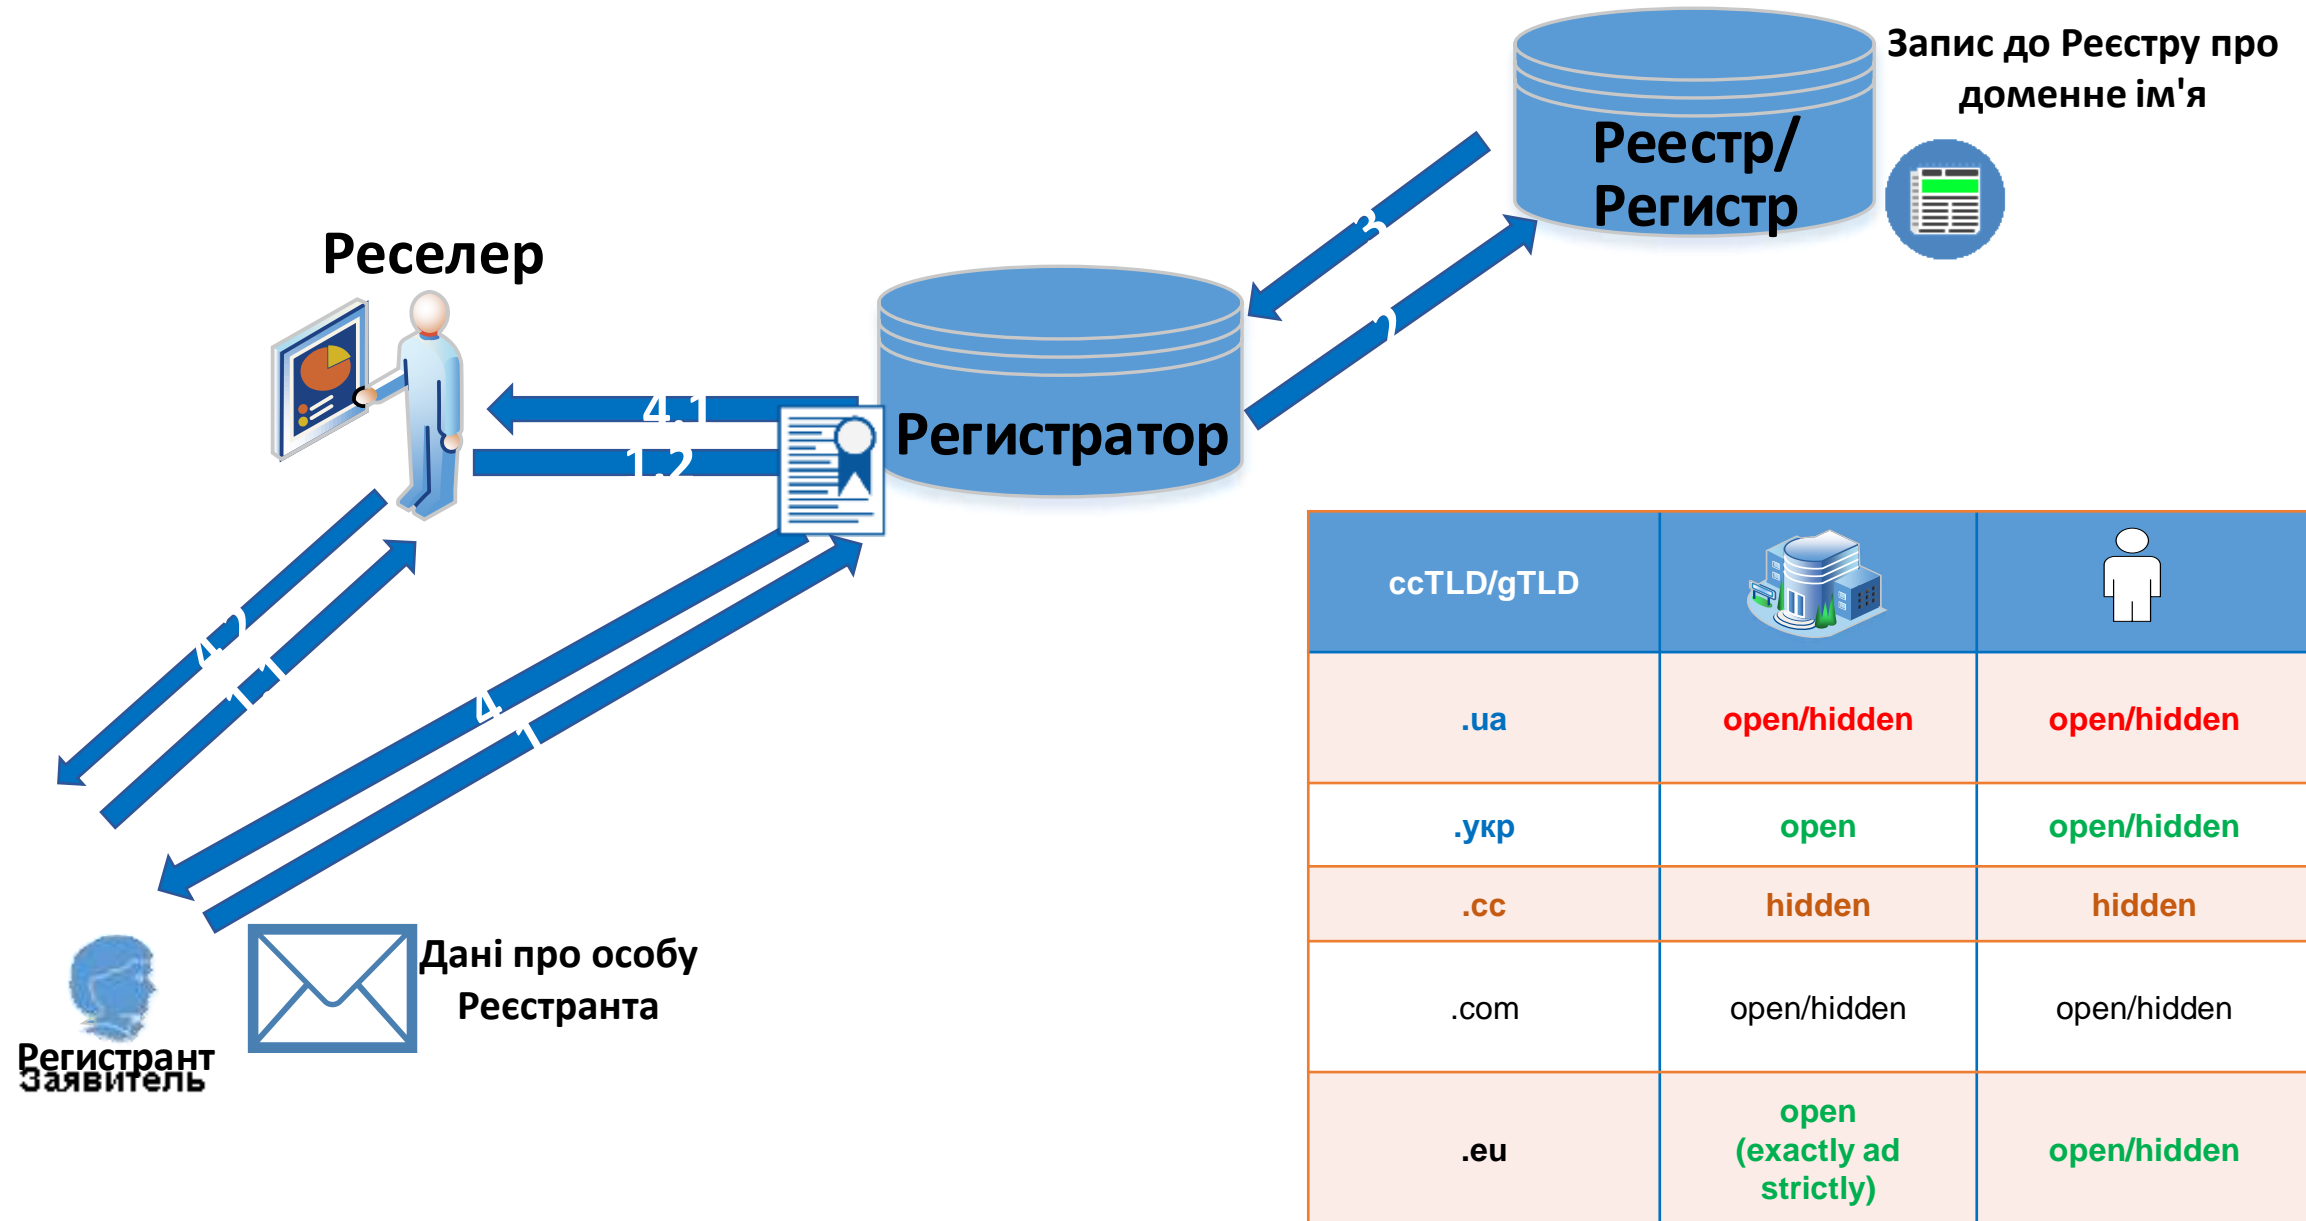 Запис до Реєстру про
доменне ім'я
Реестр/
Регистр
3
2
Реселер
Регистратор
4.1
1.2
4.2
1.1
4
1
Дані про особу
Реєстранта
Регистрант
Заявитель
ccTLD/gTLD
.ua open/hidden open/hidden
.укр open open/hidden
.cc hidden hidden
.com open/hidden open/hidden
.eu open (exactly ad strictly) open/hidden